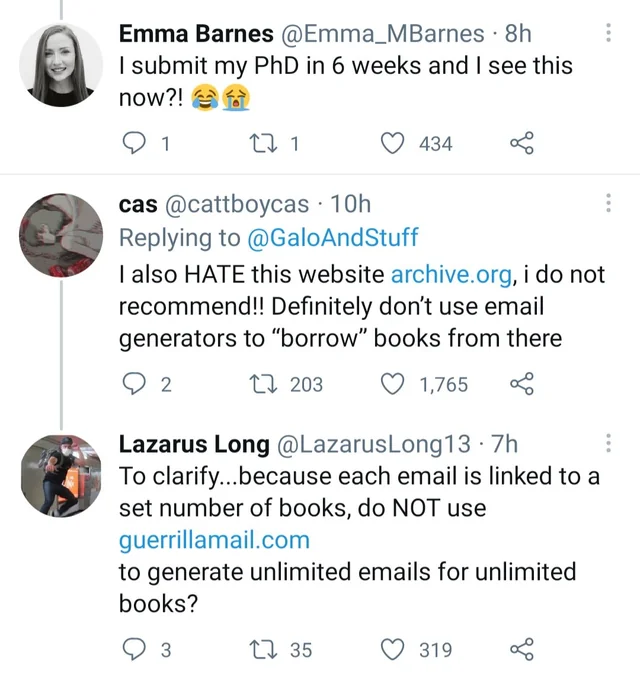 Emma Barnes @Emma_MBarnes · 8h
I submit my PhD in 6 weeks and I see this
now?! 😂😭
1 1 434
cas @cattboycas · 10h
Replying to @GaloAndStuff
I also HATE this website archive.org, i do not
recommend!! Definitely don't use email
generators to “borrow” books from there
2 203 1,765
Lazarus Long @LazarusLong13 · 7h
To clarify...because each email is linked to a
set number of books, do NOT use
guerrillamail.com
to generate unlimited emails for unlimited
books?
3 35 319